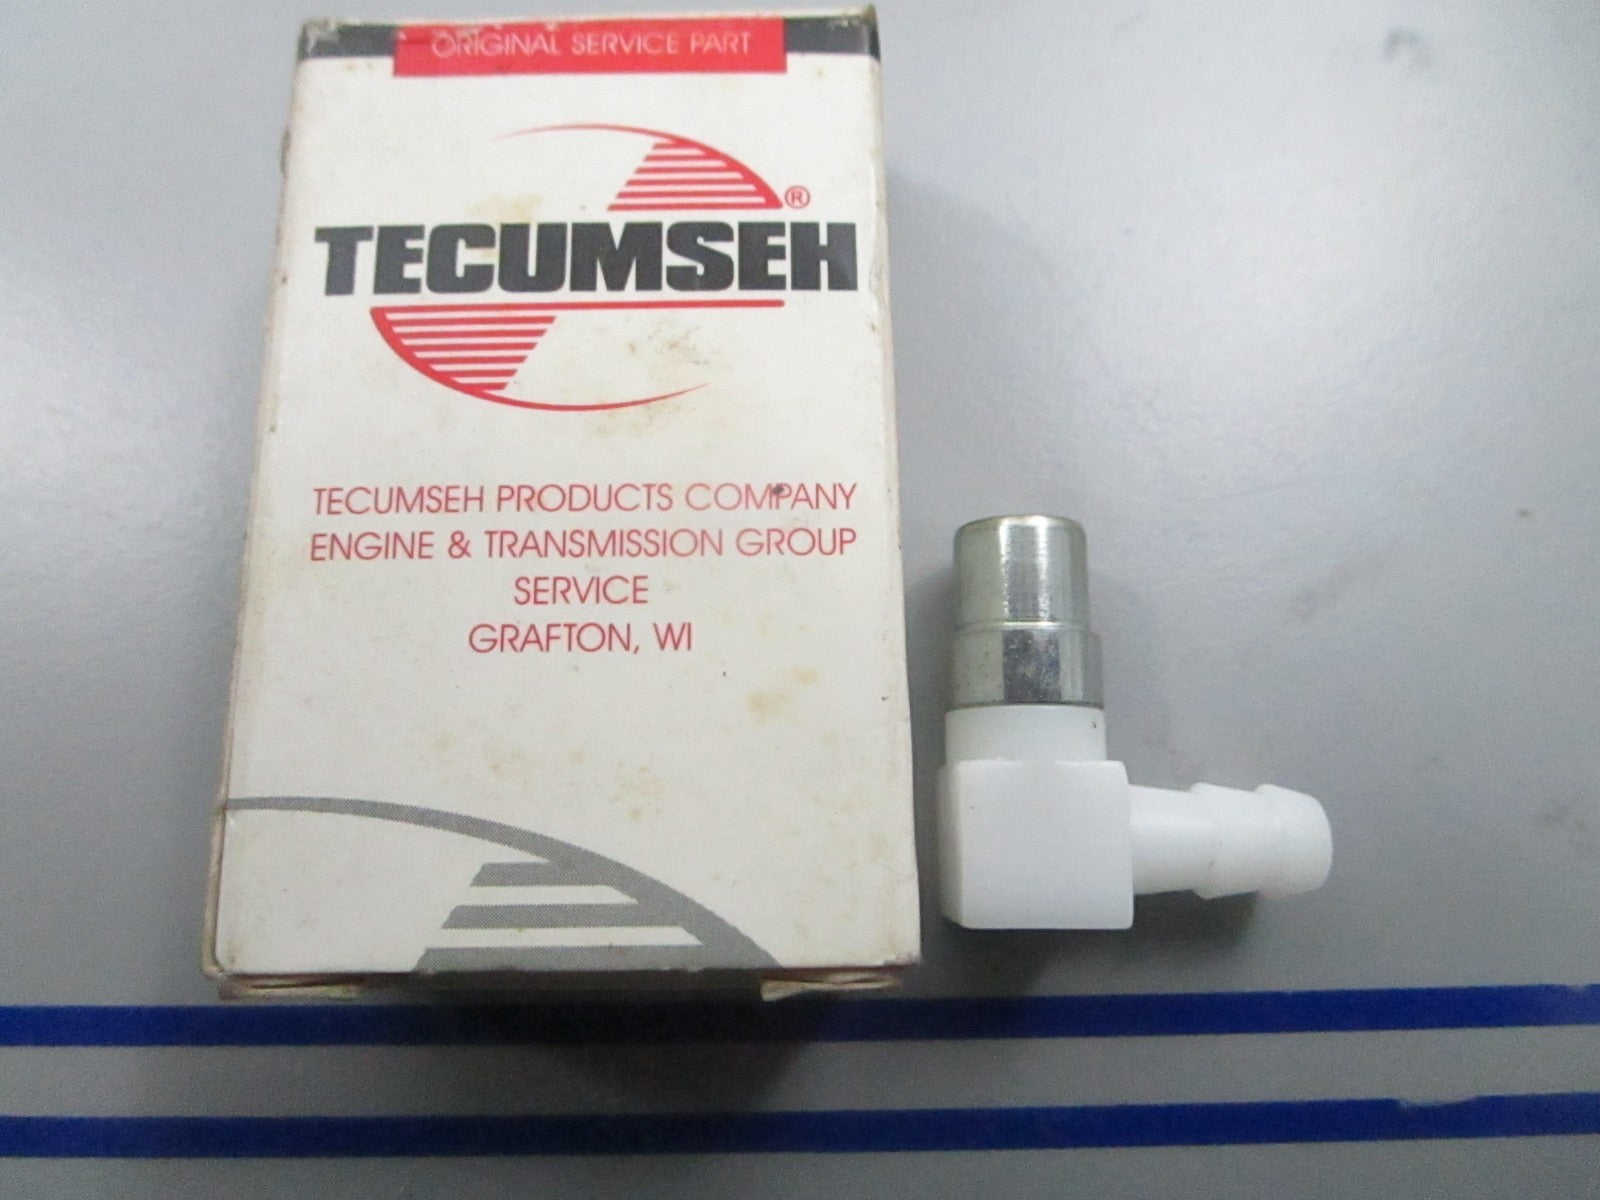 ORIGINAL SERVICE PART
TECUMSEH®
TECUMSEH PRODUCTS COMPANY
ENGINE & TRANSMISSION GROUP
SERVICE
GRAFTON, WI